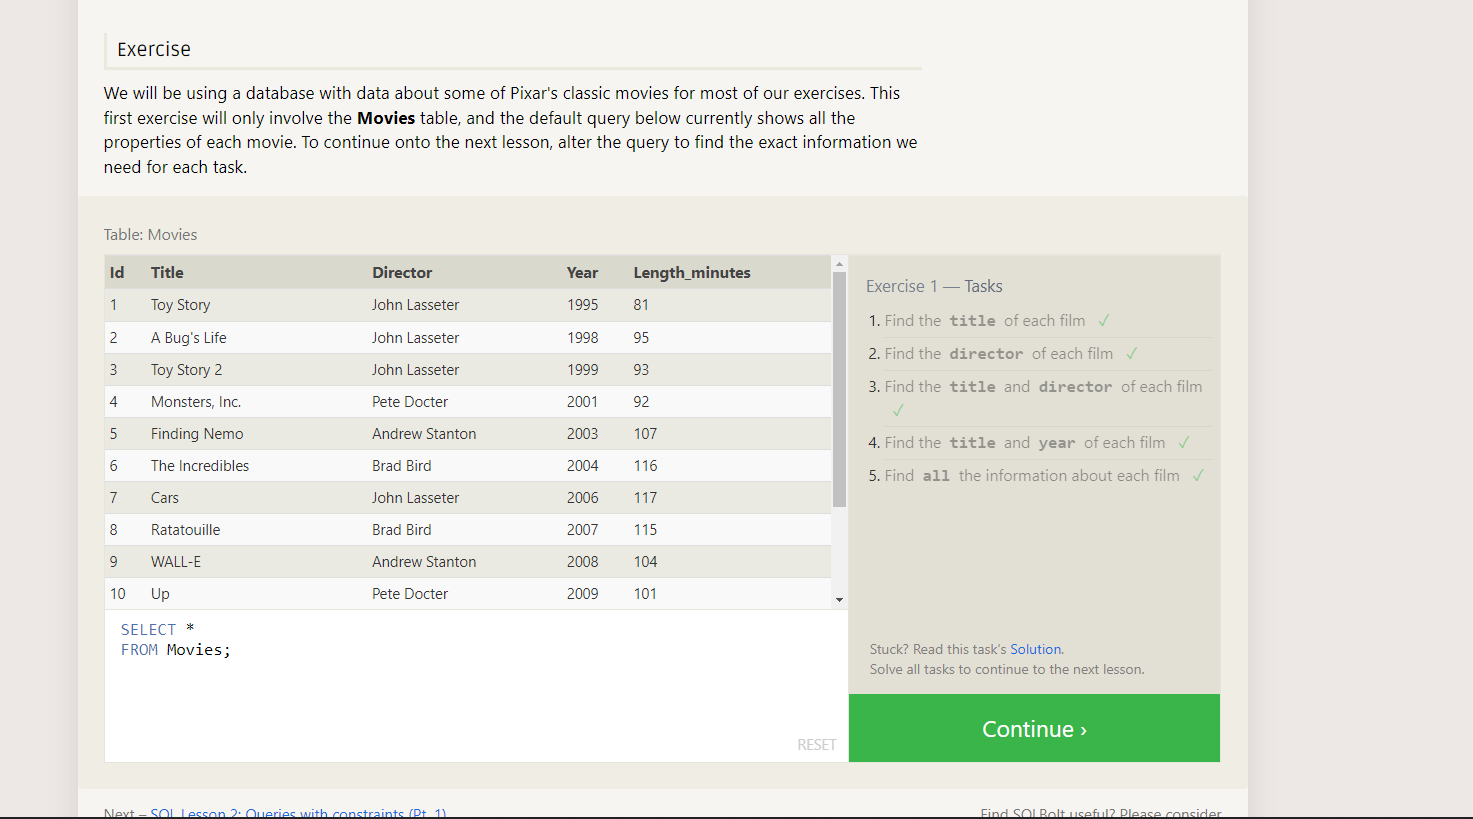 Exercise
We will be using a database with data about some of Pixar's classic movies for most of our exercises. This
first exercise will only involve the Movies table, and the default query below currently shows all the
properties of each movie. To continue onto the next lesson, alter the query to find the exact information we
need for each task.
Table: Movies
Id Title Director Year Length_minutes
1 Toy Story John Lasseter 1995 81
2 A Bug's Life John Lasseter 1998 95
3 Toy Story 2 John Lasseter 1999 93
4 Monsters, Inc. Pete Docter 2001 92
5 Finding Nemo Andrew Stanton 2003 107
6 The Incredibles Brad Bird 2004 116
7 Cars John Lasseter 2006 117
8 Ratatouille Brad Bird 2007 115
9 WALL-E Andrew Stanton 2008 104
10 Up Pete Docter 2009 101
SELECT *
FROM Movies;
RESET
Exercise 1 — Tasks
1. Find the title of each film ✓
2. Find the director of each film ✓
3. Find the title and director of each film
✓
4. Find the title and year of each film ✓
5. Find all the information about each film ✓
Stuck? Read this task's Solution.
Solve all tasks to continue to the next lesson.
Continue ›
Next – SQL Lesson 2: Queries with constraints (Pt. 1)
Find SQLBolt useful? Please consider